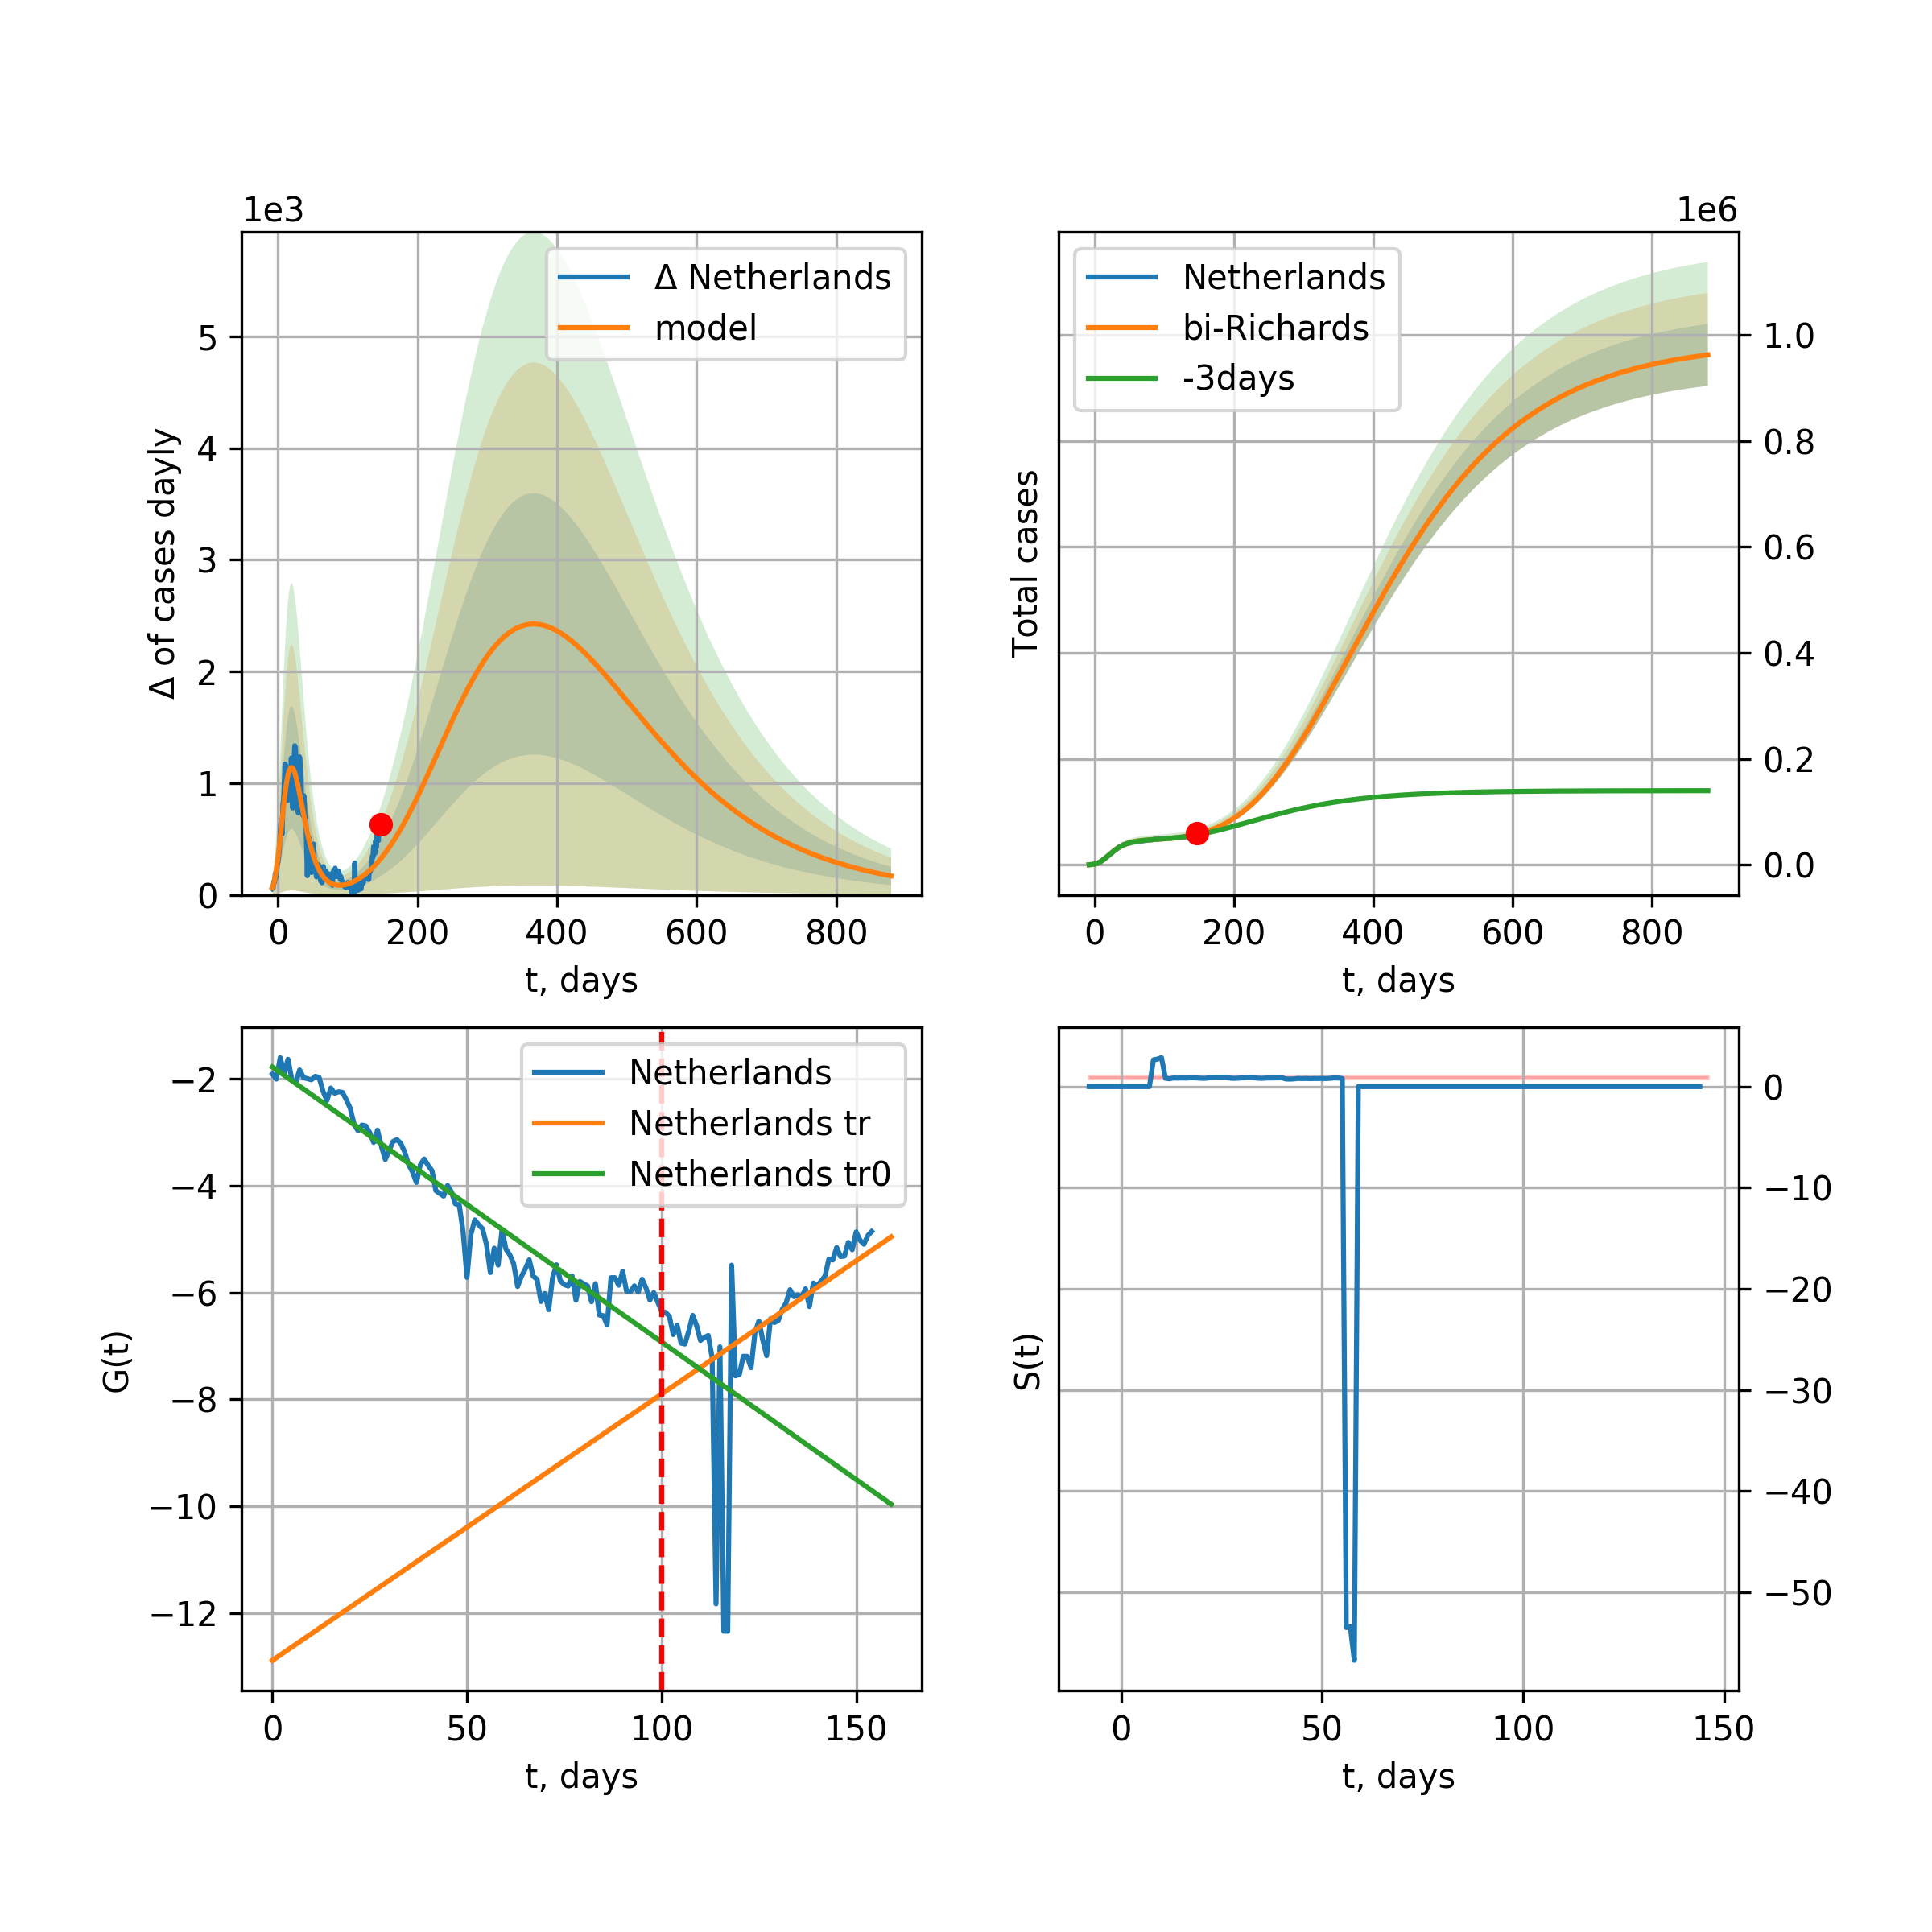 1e3
Δ Netherlands
model
5
4
3
2
1
0
Δ of cases dayly
0 200 400 600 800
t, days
1e6
Netherlands
bi-Richards
-3days
1.0
0.8
0.6
0.4
0.2
0.0
Total cases
0 200 400 600 800
t, days
Netherlands
Netherlands tr
Netherlands tr0
−2
−4
−6
−8
−10
−12
G(t)
0 50 100 150
t, days
0
−10
−20
−30
−40
−50
S(t)
0 50 100 150
t, days